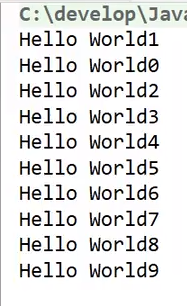 C:\develop\Java
Hello World1
Hello World0
Hello World2
Hello World3
Hello World4
Hello World5
Hello World6
Hello World7
Hello World8
Hello World9